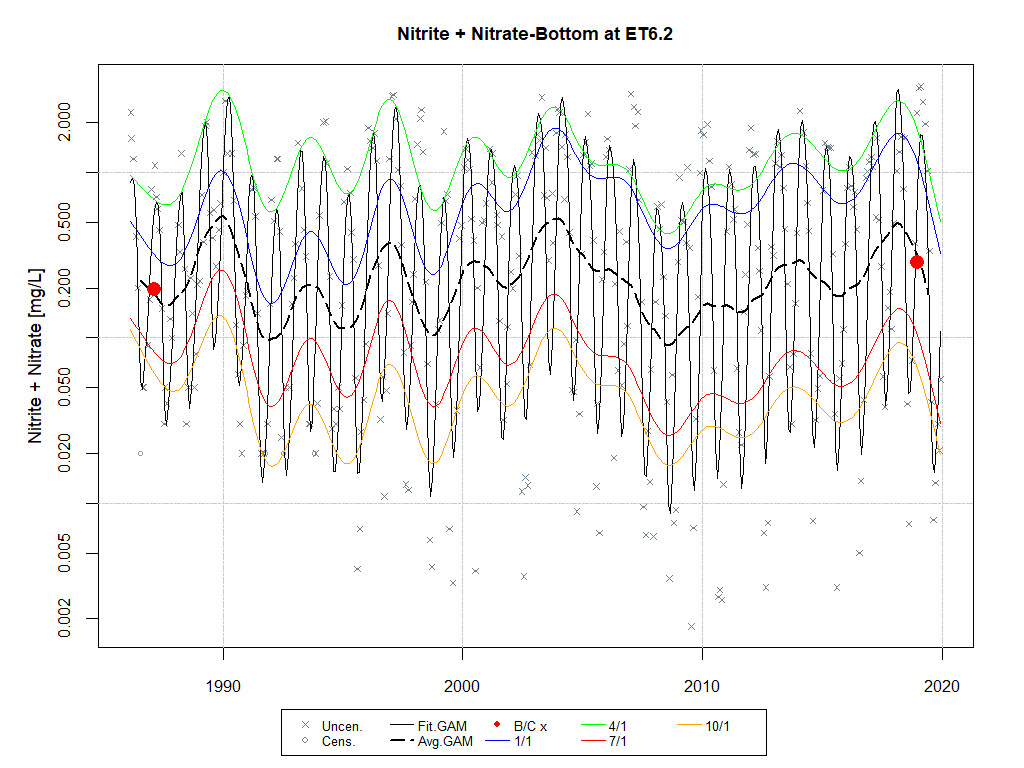 Nitrite + Nitrate-Bottom at ET6.2
Nitrite + Nitrate [mg/L]
2.000
0.500
0.200
0.050
0.020
0.005
0.002
1990 2000 2010 2020
Uncen. Fit.GAM B/C x 4/1 10/1
Cens. Avg.GAM 1/1 7/1